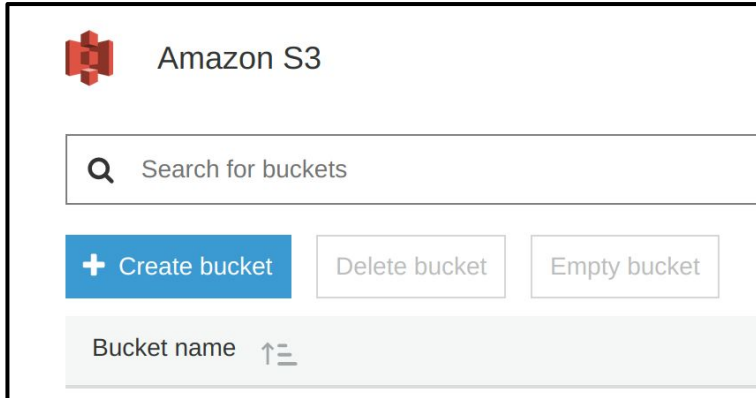 Amazon S3
Search for buckets
Create bucket Delete bucket Empty bucket
Bucket name